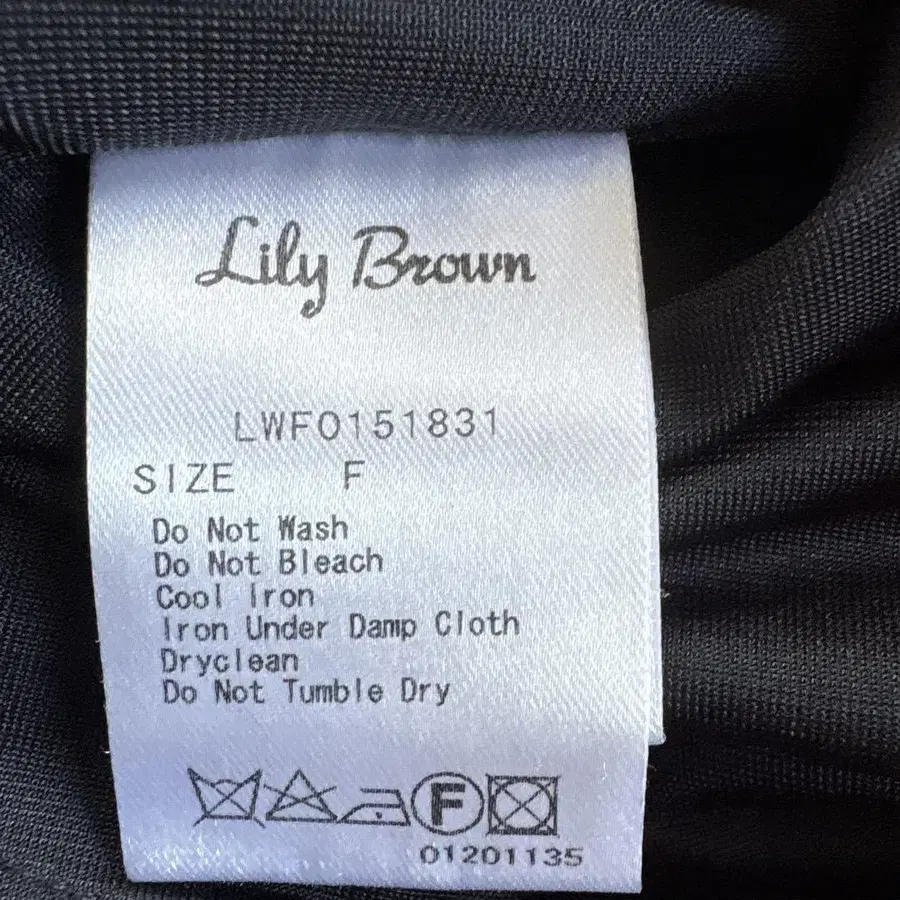 Lily Brown
LWFO151831
SIZE F
Do Not Wash
Do Not Bleach
Cool Iron
Iron Under Damp Cloth
Dryclean
Do Not Tumble Dry
F
01201135